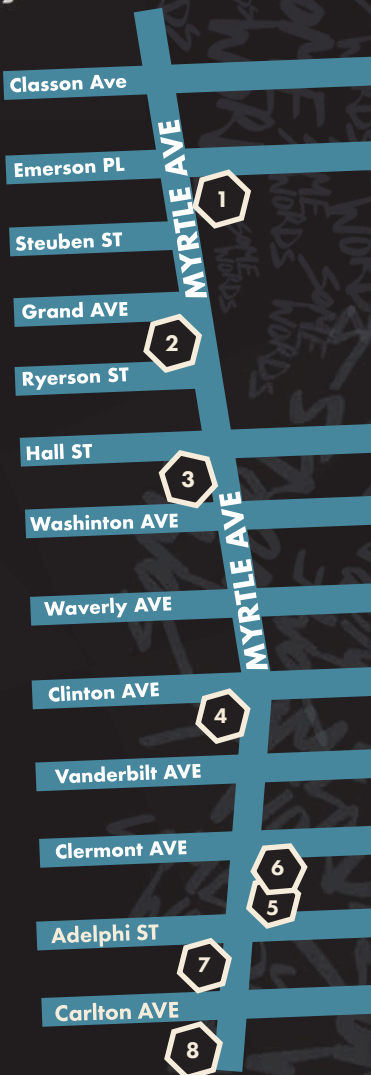 Classon Ave
MYRTLE AVE
Emerson PL
1
Steuben ST
Grand AVE
2
Ryerson ST
Hall ST
3
MYRTLE AVE
Washinton AVE
Waverly AVE
Clinton AVE
4
Vanderbilt AVE
Clermont AVE
6
5
Adelphi ST
7
Carlton AVE
8